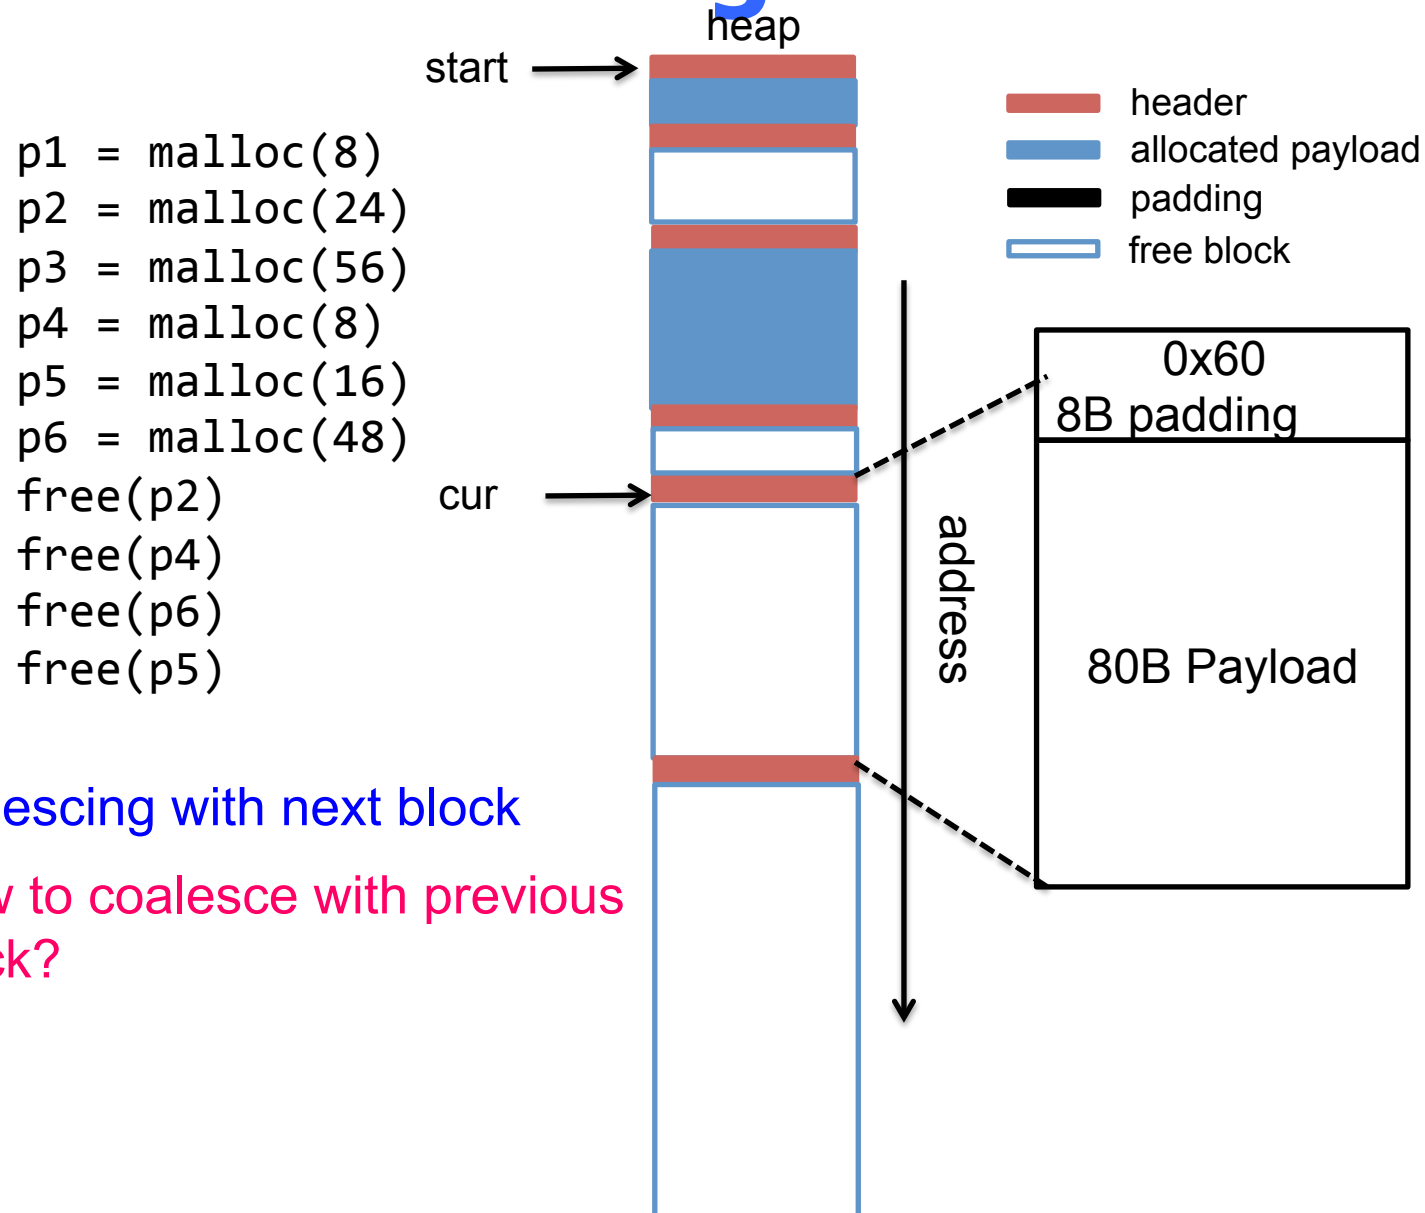 heap
start
header
allocated payload
padding
free block
p1 = malloc(8)
p2 = malloc(24)
p3 = malloc(56)
p4 = malloc(8)
p5 = malloc(16)
p6 = malloc(48)
free(p2)
free(p4)
free(p6)
free(p5)
cur
address
0x60
8B padding
80B Payload
escing with next block
to coalesce with previous
ck?